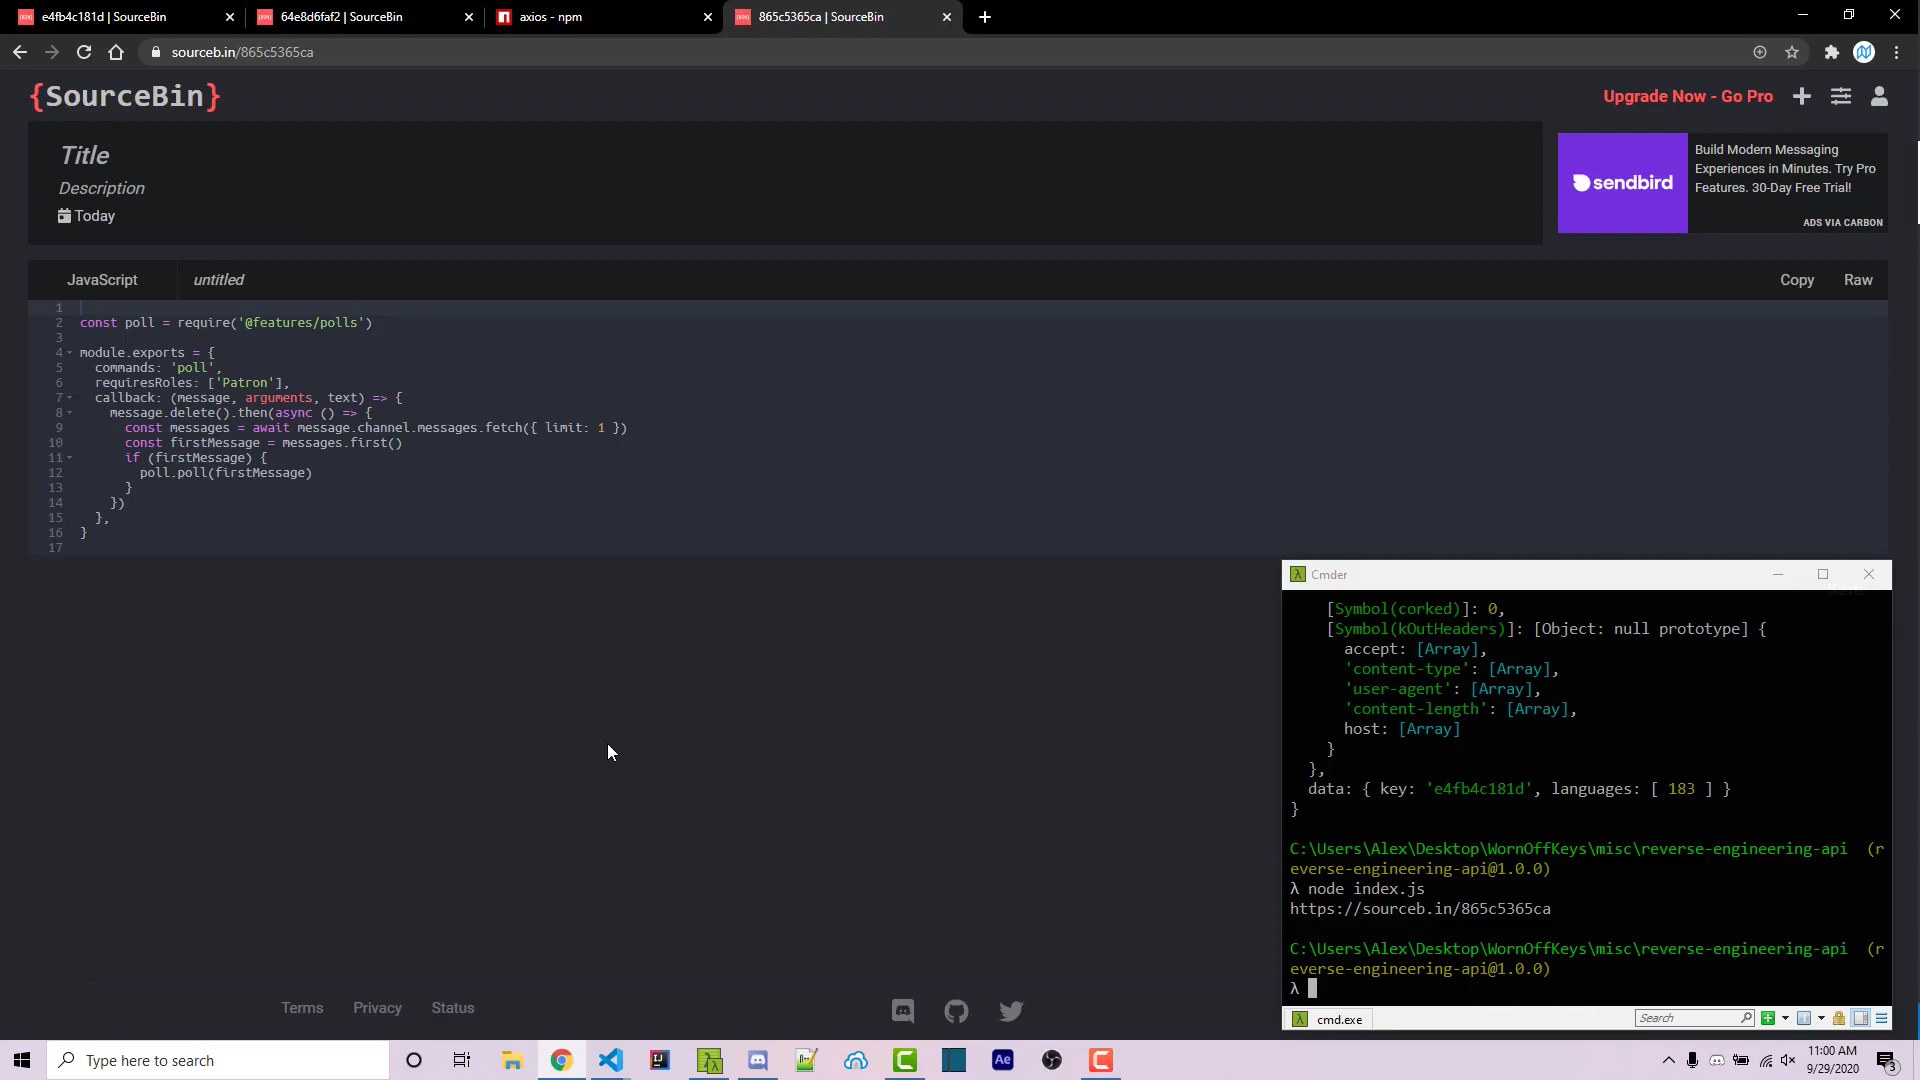 e4fb4c181d | SourceBin
64e8d6faf2 | SourceBin
axios - npm
865c5365ca | SourceBin
sourceb.in/865c5365ca
{SourceBin}
Upgrade Now - Go Pro
Title
Description
Today
sendbird
Build Modern Messaging
Experiences in Minutes. Try Pro
Features. 30-Day Free Trial!
ADS VIA CARBON
JavaScript
untitled
Copy
Raw
1
2 const poll = require('@features/polls')
3
4 module.exports = {
5 commands: 'poll',
6 requiresRoles: ['Patron'],
7 callback: (message, arguments, text) => {
8 message.delete().then(async () => {
9 const messages = await message.channel.messages.fetch({ limit: 1 })
10 const firstMessage = messages.first()
11 if (firstMessage) {
12 poll.poll(firstMessage)
13 }
14 })
15 },
16 }
17
Cmder
[Symbol(corked)]: 0,
[Symbol(kOutHeaders)]: [Object: null prototype] {
accept: [Array],
'content-type': [Array],
'user-agent': [Array],
'content-length': [Array],
host: [Array]
}
},
data: { key: 'e4fb4c181d', languages: [ 183 ] }
}
C:\Users\Alex\Desktop\WornOffKeys\misc\reverse-engineering-api (r
everse-engineering-api@1.0.0)
λ node index.js
https://sourceb.in/865c5365ca
C:\Users\Alex\Desktop\WornOffKeys\misc\reverse-engineering-api (r
everse-engineering-api@1.0.0)
λ
cmd.exe
Search
Terms
Privacy
Status
Type here to search
Ae
11:00 AM
9/29/2020
3